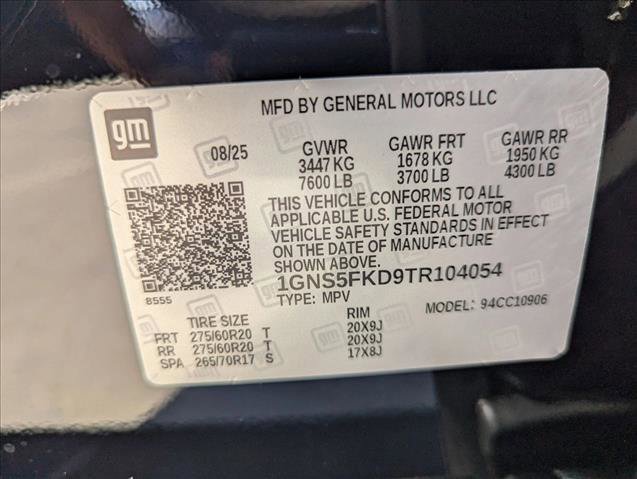 MFD BY GENERAL MOTORS LLC
gm
08/25 GVWR GAWR FRT GAWR RR
3447 KG 1678 KG 1950 KG
7600 LB 3700 LB 4300 LB
THIS VEHICLE CONFORMS TO ALL
APPLICABLE U.S. FEDERAL MOTOR
VEHICLE SAFETY STANDARDS IN EFFECT
ON THE DATE OF MANUFACTURE
SHOWN ABOVE.
1GNS5FKD9TR104054
8555
TYPE: MPV MODEL: 94CC10906
TIRE SIZE RIM
FRT 275/60R20 T 20X9J
RR 275/60R20 T 20X9J
SPA 265/70R17 S 17X8J